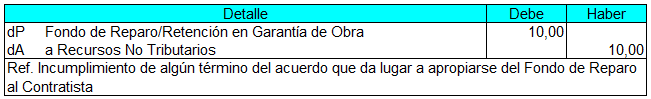 Detalle Debe Haber
dP Fondo de Reparo/Retención en Garantía de Obra 10,00
dA a Recursos No Tributarios 10,00
Ref. Incumplimiento de algún término del acuerdo que da lugar a apropiarse del Fondo de Reparo
al Contratista